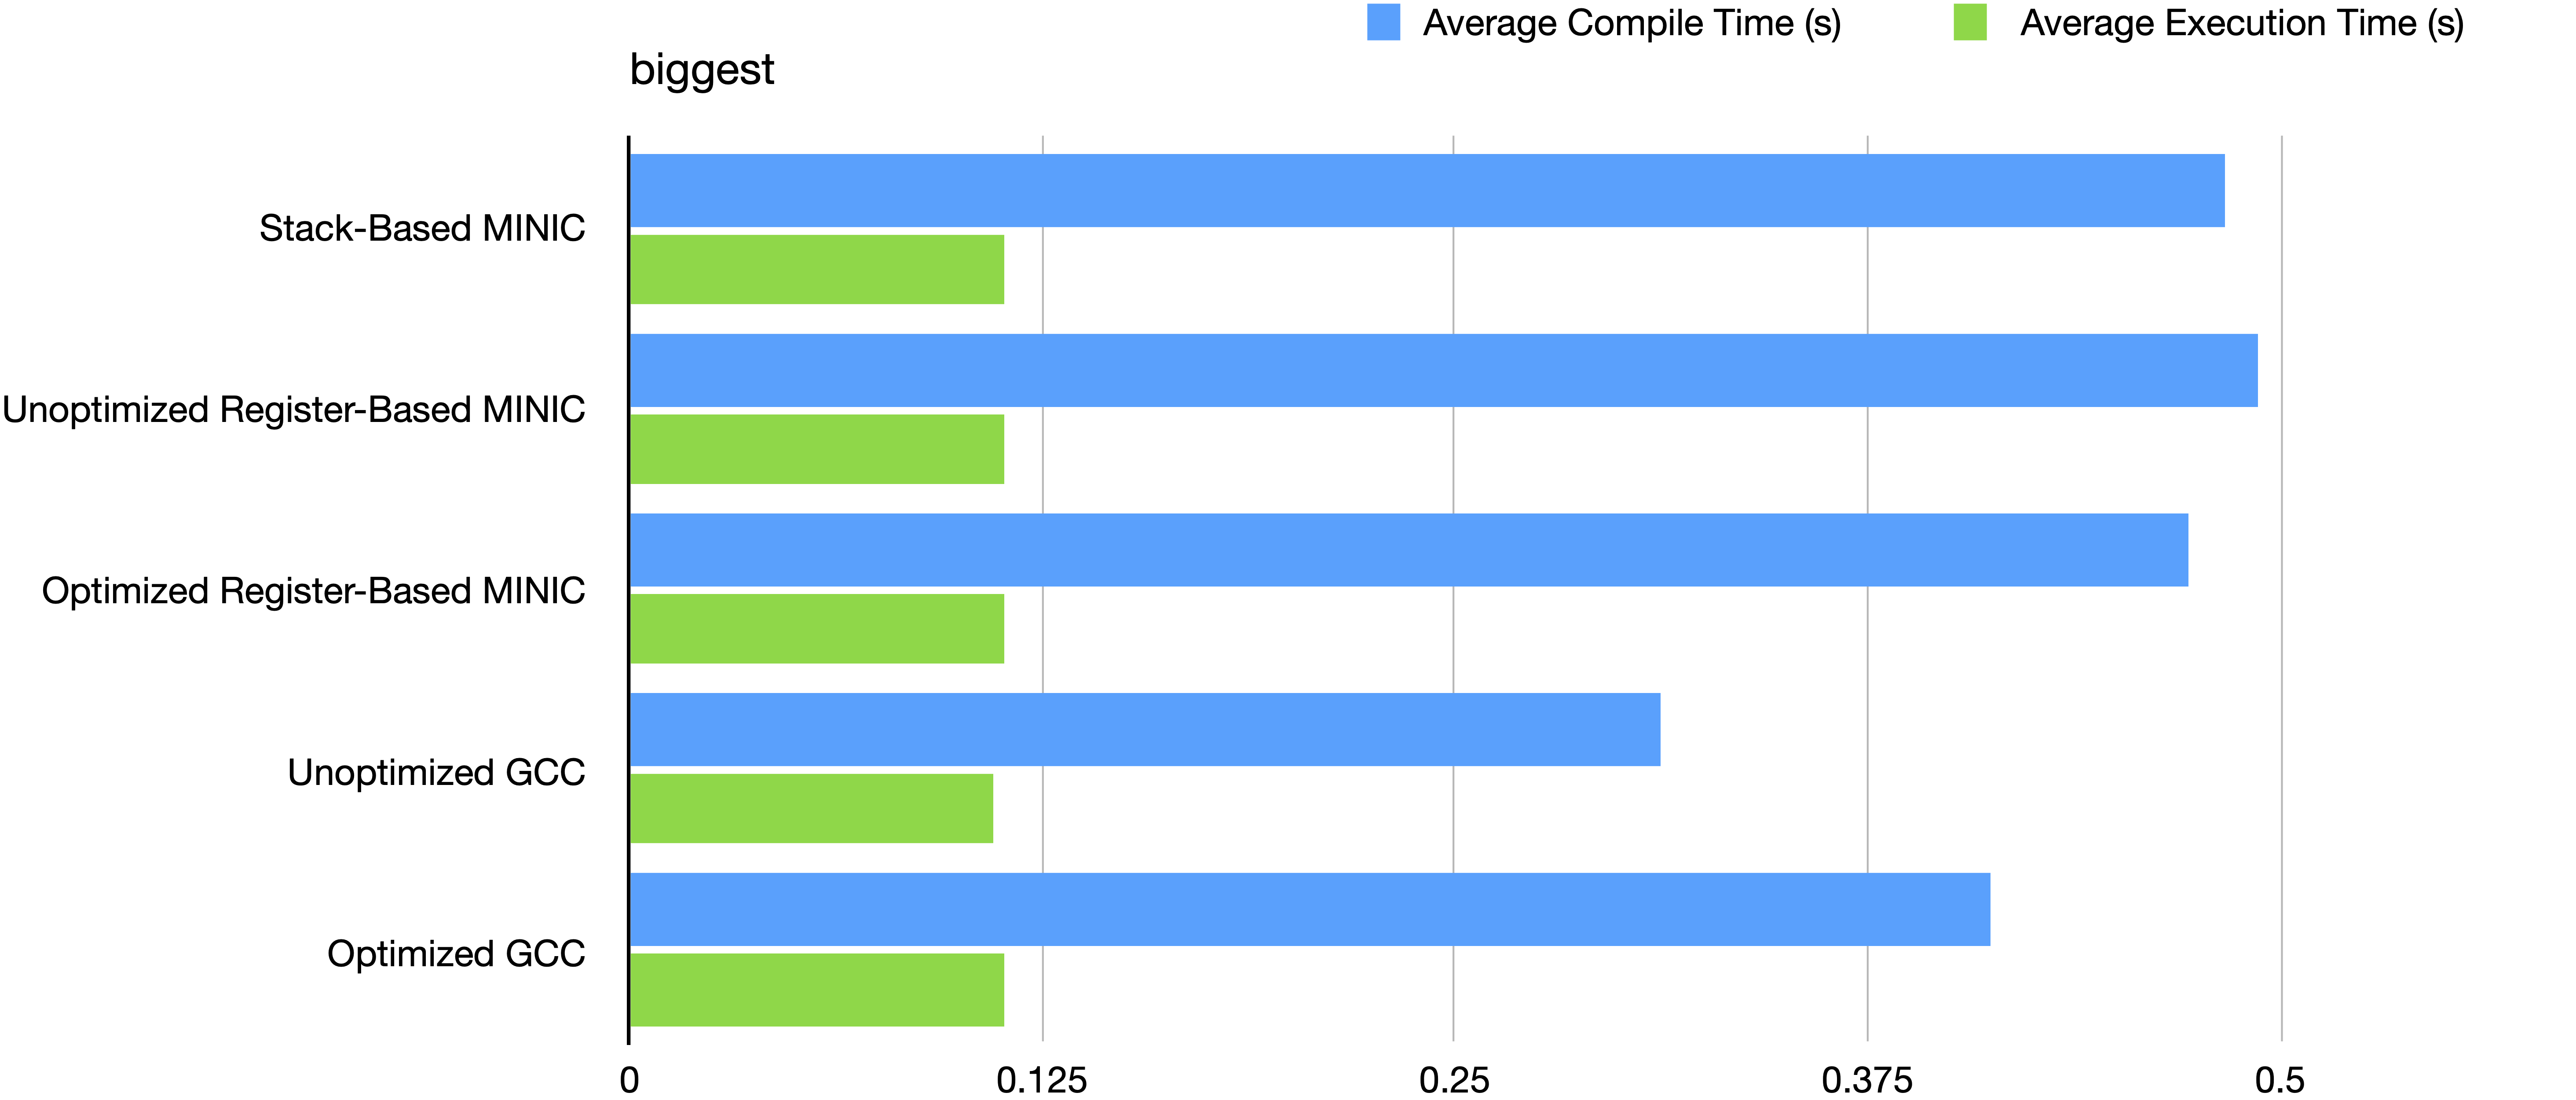 Average Compile Time (s)
Average Execution Time (s)
biggest
Stack-Based MINIC
Unoptimized Register-Based MINIC
Optimized Register-Based MINIC
Unoptimized GCC
Optimized GCC
0
0.125
0.25
0.375
0.5